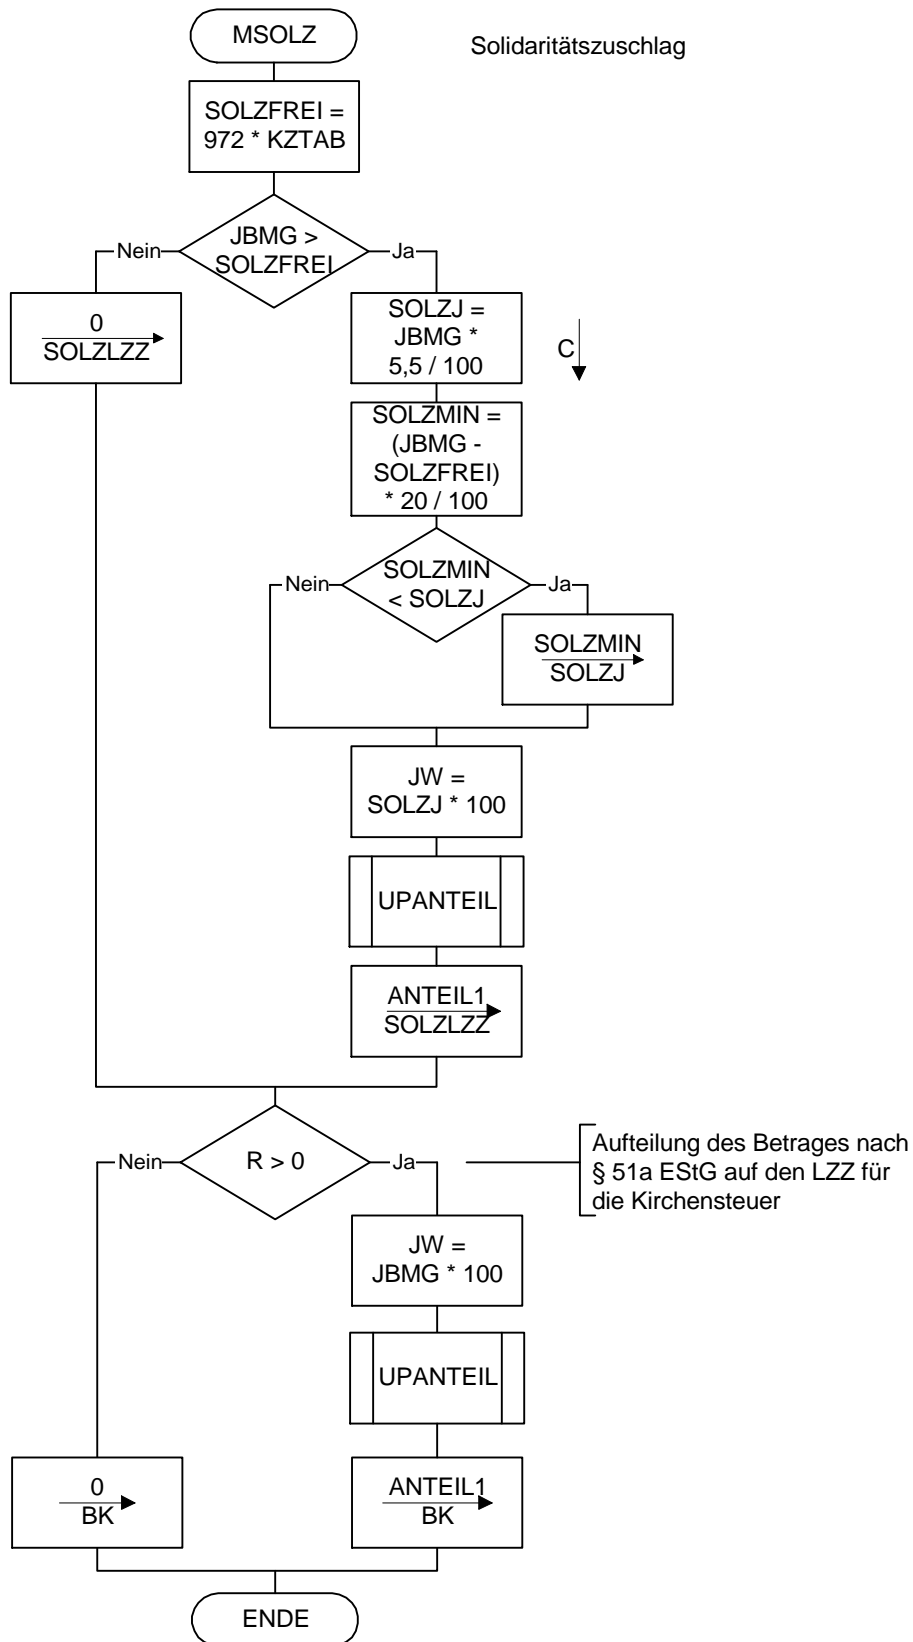 MSOLZ
Solidaritätszuschlag
SOLZFREI =
972 * KZTAB
JBMG >
SOLZFREI
Nein
Ja
0
SOLZLZZ
SOLZJ =
JBMG *
5,5 / 100
C
SOLZMIN =
(JBMG -
SOLZFREI)
* 20 / 100
SOLZMIN
< SOLZJ
Nein
Ja
SOLZMIN
SOLZJ
JW =
SOLZJ * 100
UPANTEIL
ANTEIL1
SOLZLZZ
R > 0
Nein
Ja
Aufteilung des Betrages nach
§ 51a EStG auf den LZZ für
die Kirchensteuer
JW =
JBMG * 100
UPANTEIL
0
BK
ANTEIL1
BK
ENDE